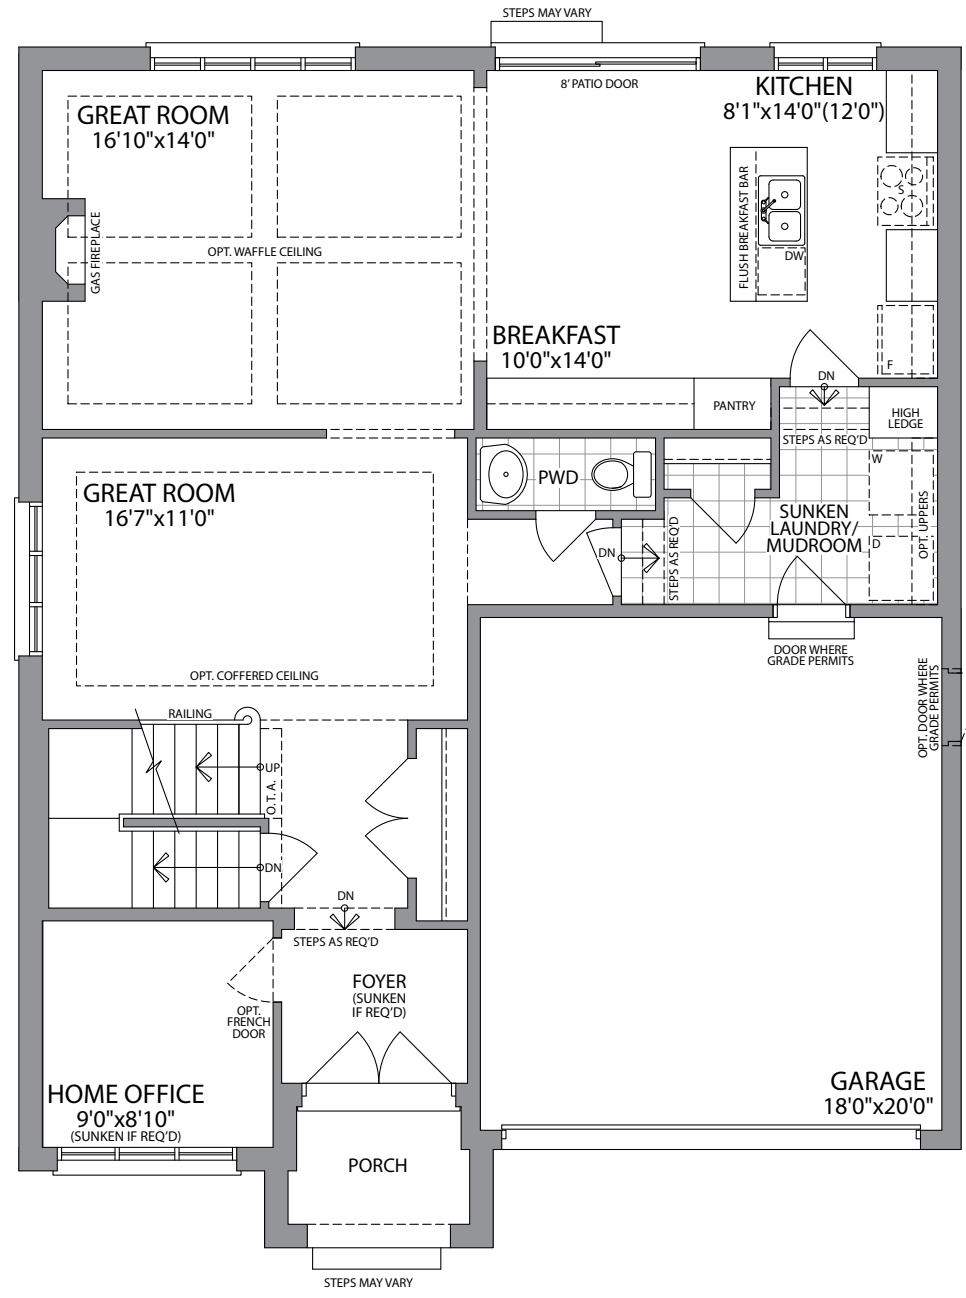 STEPS MAY VARY
8' PATIO DOOR
KITCHEN
8'1"x14'0"(12'0")
GREAT ROOM
16'10"x14'0"
GAS FIREPLACE
OPT. WAFFLE CEILING
FLUSH BREAKFAST BAR
DW
S
F
BREAKFAST
10'0"x14'0"
PANTRY
DN
STEPS AS REQ'D
HIGH
LEDGE
W
D
OPT. UPPERS
SUNKEN
LAUNDRY/
MUDROOM
PWD
DN
STEPS AS REQ'D
GREAT ROOM
16'7"x11'0"
OPT. COFFERED CEILING
DOOR WHERE
GRADE PERMITS
OPT. DOOR WHERE
GRADE PERMITS
RAILING
UP
O.T.A.
DN
DN
STEPS AS REQ'D
FOYER
(SUNKEN
IF REQ'D)
OPT.
FRENCH
DOOR
HOME OFFICE
9'0"x8'10"
(SUNKEN IF REQ'D)
GARAGE
18'0"x20'0"
PORCH
STEPS MAY VARY